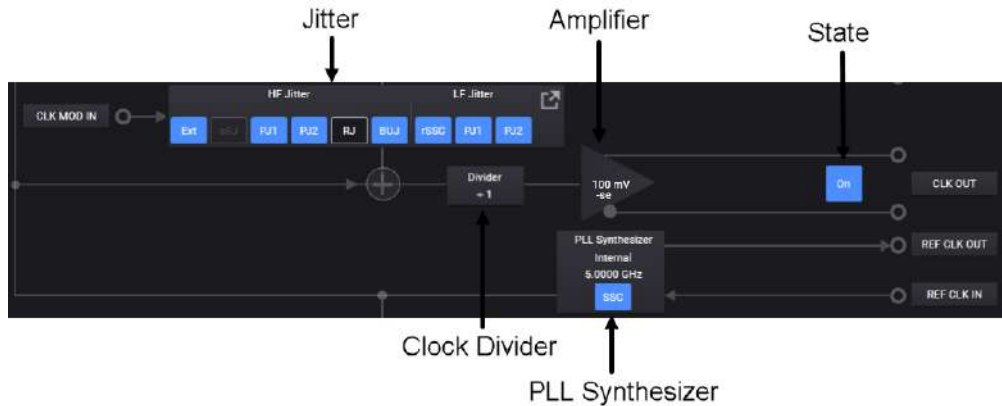 Jitter
Amplifier
State
HF Jitter
LF Jitter
CLK MOD IN
Ext
PJ1
PJ2
RJ
BUJ
rSSC
PJ1
PJ2
Divider
÷ 1
100 mV
-se
On
CLK OUT
PLL Synthesizer
Internal
5.0000 GHz
SSC
REF CLK OUT
REF CLK IN
Clock Divider
PLL Synthesizer